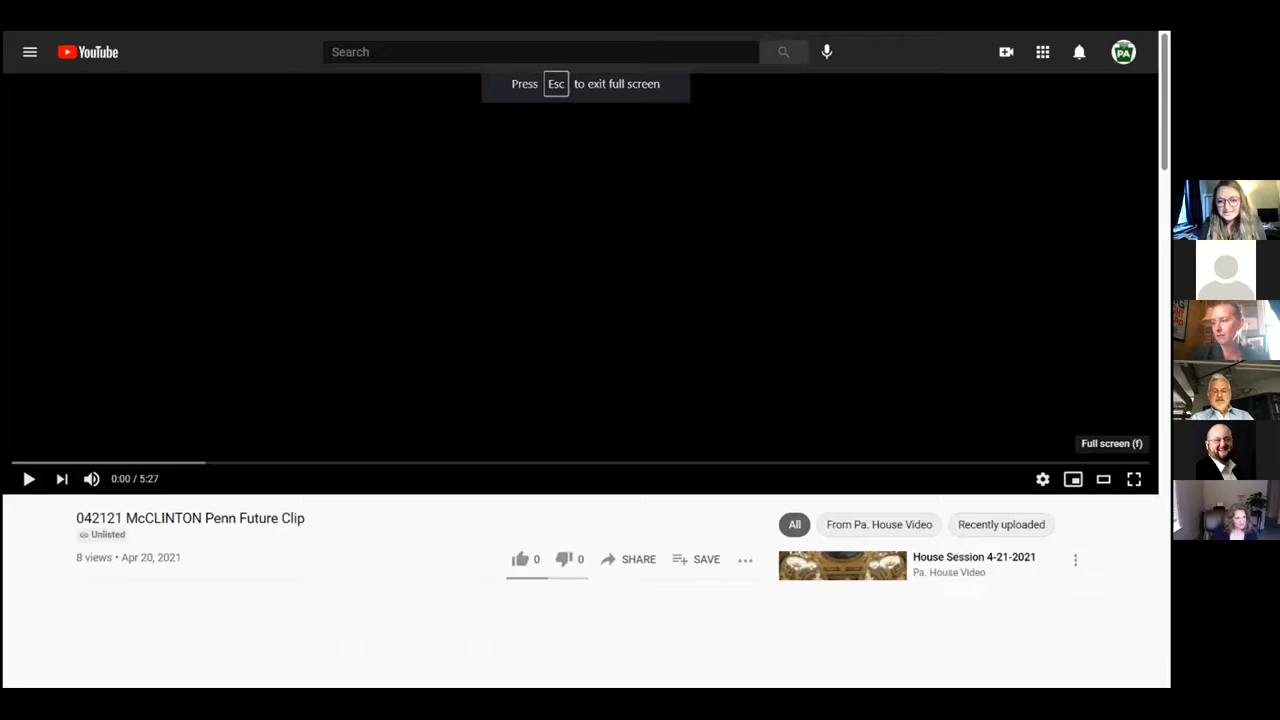 YouTube
Search
PA
Press Esc to exit full screen
Full screen (f)
0:00 / 5:27
042121 McCLINTON Penn Future Clip
Unlisted
8 views • Apr 20, 2021
0
0
SHARE
SAVE
All
From Pa. House Video
Recently uploaded
House Session 4-21-2021
Pa. House Video